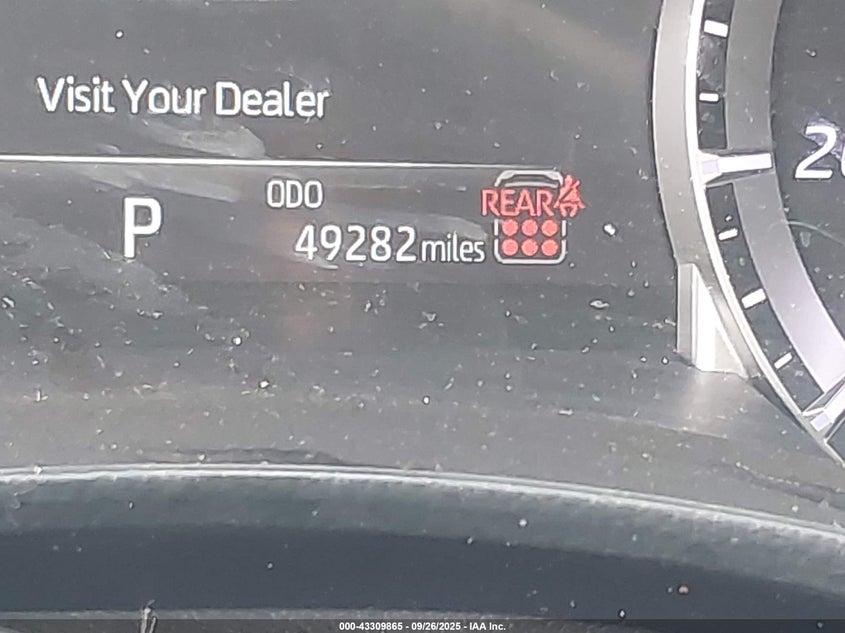 Visit Your Dealer
P
ODO
49282 miles
REAR
000-43309865 - 09/26/2025 - IAA Inc.